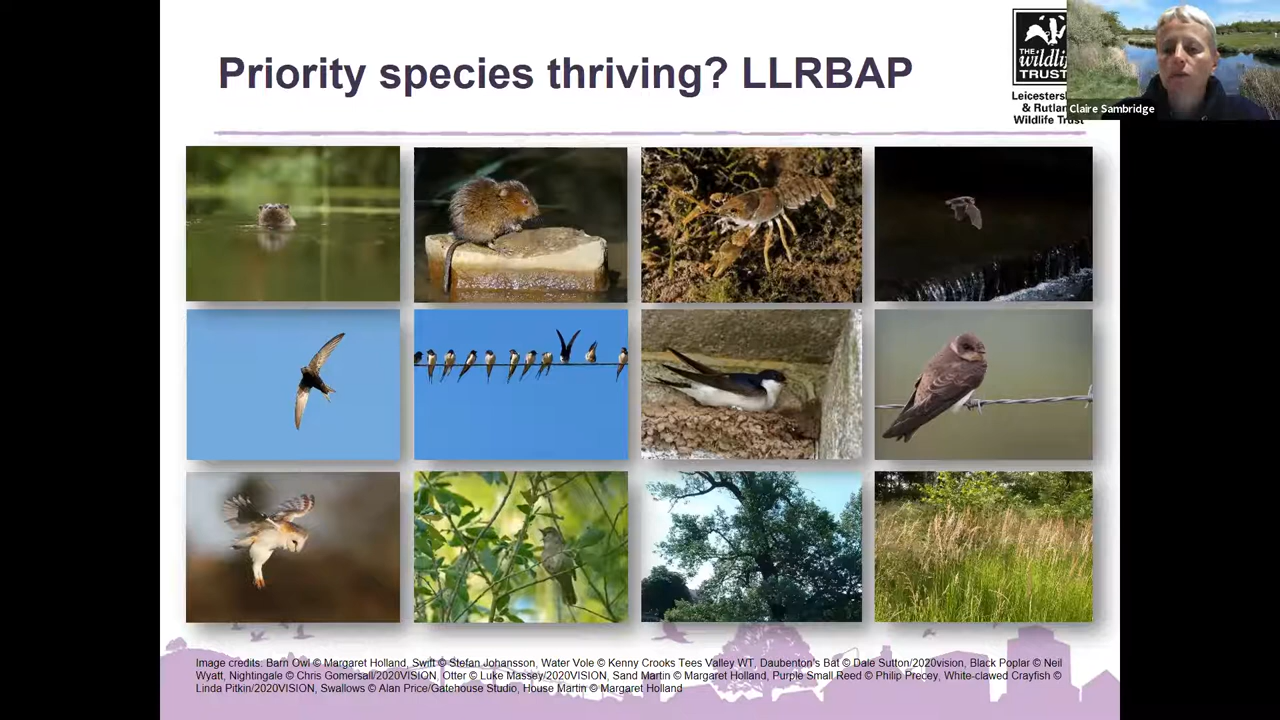 Priority species thriving? LLRBAP
THE
wildlife
TRUST
Leicesters
& Rutlan
Wildlife Trust
Claire Sambridge
Image credits. Barn Owl © Margaret Holland, Swift © Stefan Johansson, Water Vole © Kenny Crooks Tees Valley WT, Daubenton's Bat © Dale Sutton/2020vision, Black Poplar © Neil
Wyatt, Nightingale © Chris Gomersall/2020VISION, Otter © Luke Massey/2020VISION, Sand Martin © Margaret Holland, Purple Small Reed © Philip Precey, White-clawed Crayfish ©
Linda Pitkin/2020VISION, Swallows © Alan Price/Gatehouse Studio, House Martin © Margaret Holland